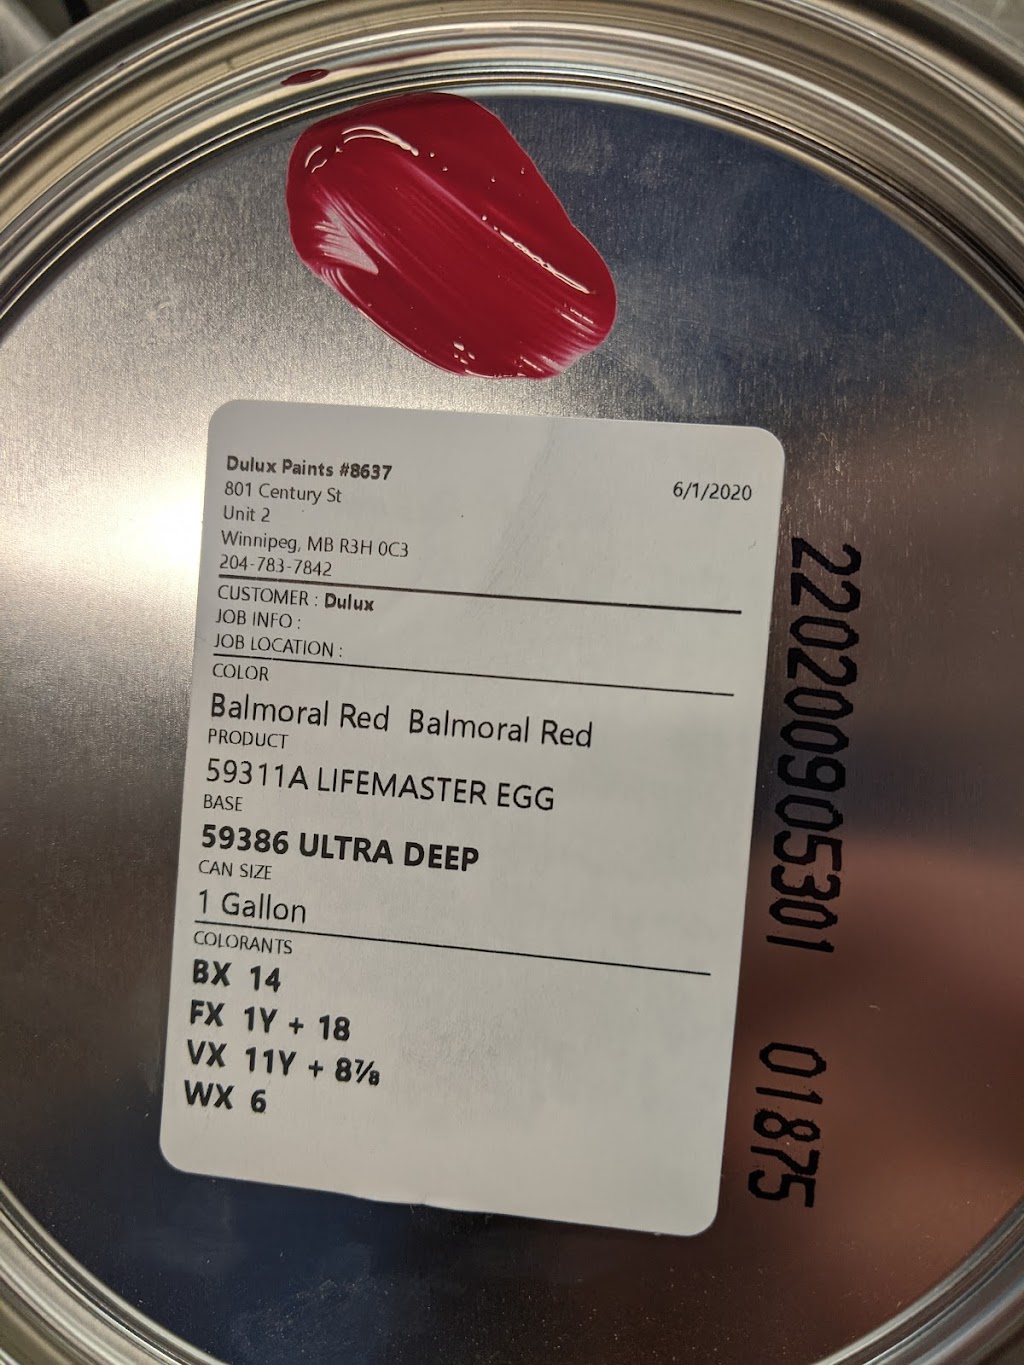 Dulux Paints #8637
801 Century St
Unit 2
Winnipeg, MB R3H 0C3
204-783-7842
6/1/2020
CUSTOMER : Dulux
JOB INFO :
JOB LOCATION :
COLOR
Balmoral Red Balmoral Red
PRODUCT
59311A LIFEMASTER EGG
BASE
59386 ULTRA DEEP
CAN SIZE
1 Gallon
COLORANTS
BX 14
FX 1Y + 18
VX 11Y + 8⅞
WX 6
220200905301 01875